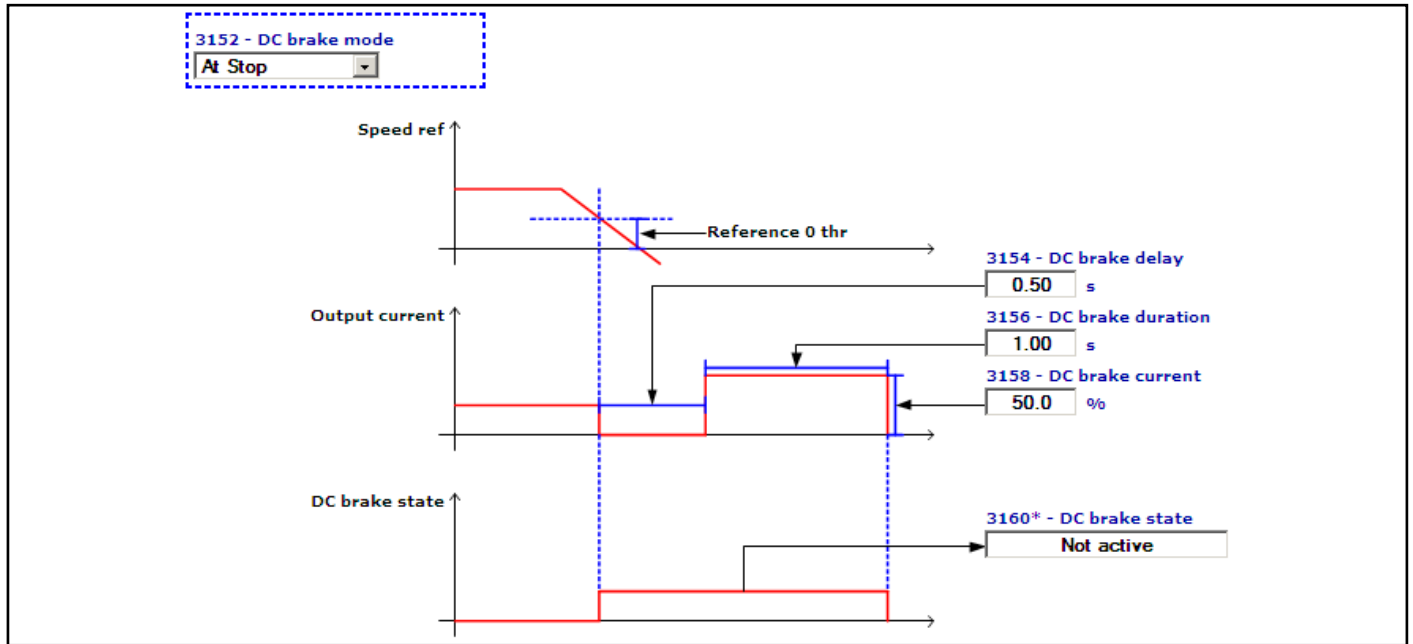 3152 - DC brake mode
At Stop
Speed ref
Reference 0 thr
3154 - DC brake delay
0.50 s
Output current
3156 - DC brake duration
1.00 s
3158 - DC brake current
50.0 %
DC brake state
3160* - DC brake state
Not active